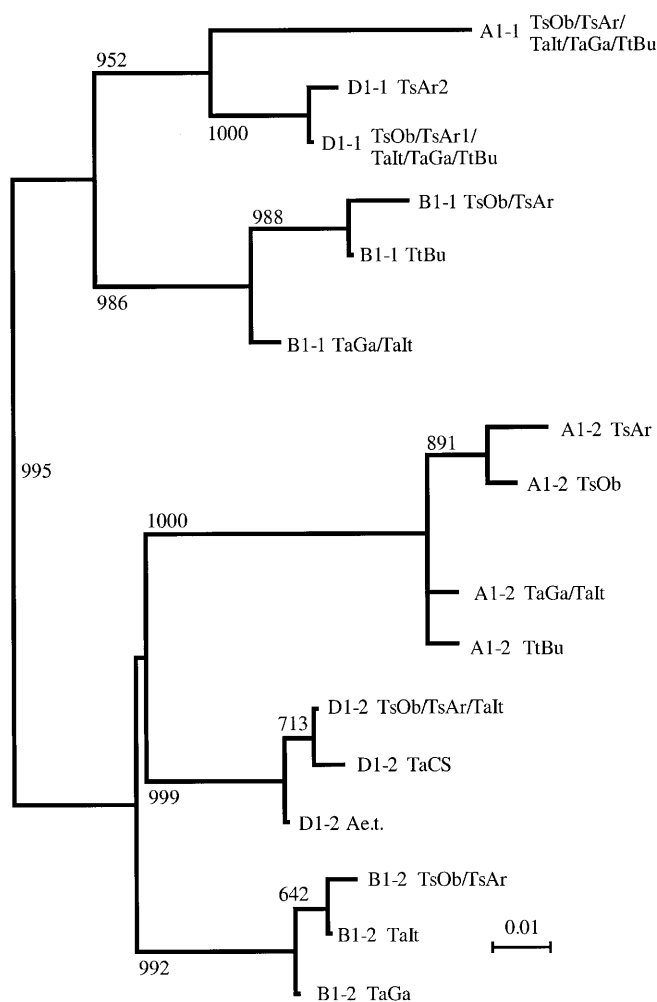 A1-1 TsOb/TsAr/
TaIt/TaGa/TtBu
952
D1-1 TsAr2
1000
D1-1 TsOb/TsAr1/
TaIt/TaGa/TtBu
B1-1 TsOb/TsAr
988
B1-1 TtBu
986
B1-1 TaGa/TaIt
A1-2 TsAr
891
995
A1-2 TsOb
1000
A1-2 TaGa/TaIt
A1-2 TtBu
D1-2 TsOb/TsAr/TaIt
713
D1-2 TaCS
999
D1-2 Ae.t.
B1-2 TsOb/TsAr
642
0.01
B1-2 TaIt
992
B1-2 TaGa